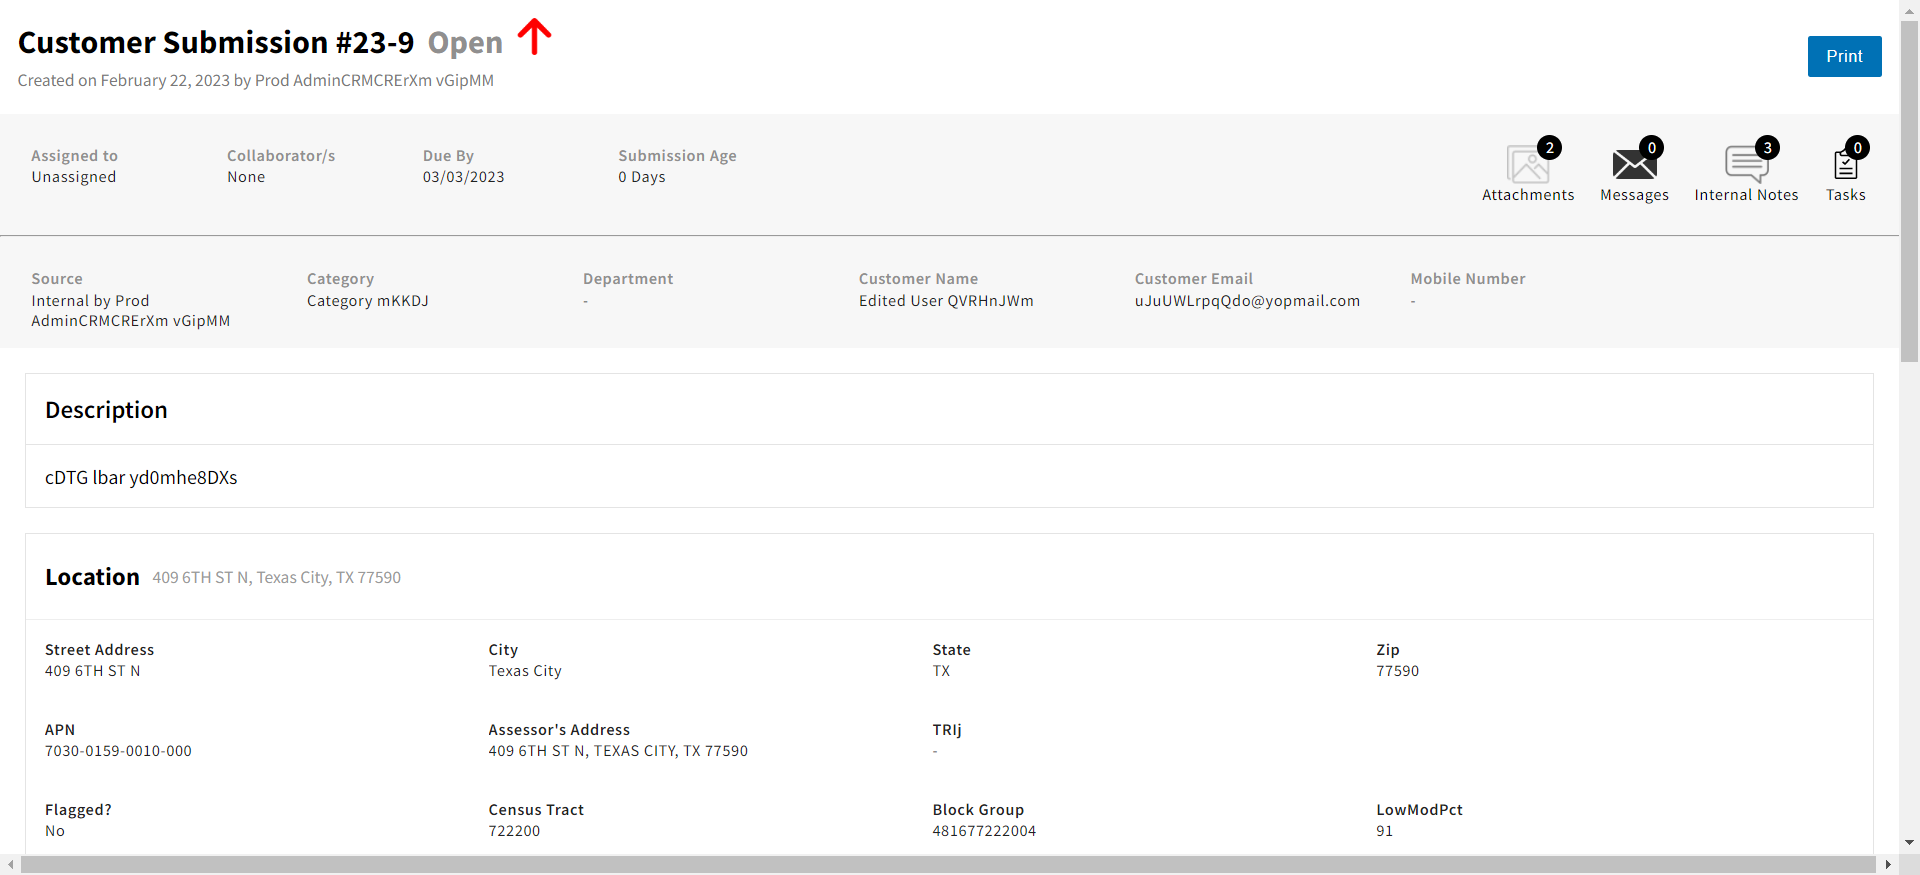 Customer Submission #23-9 Open
Created on February 22, 2023 by Prod AdminCRMCRErXm vGipMM
Print
Assigned to
Unassigned
Collaborator/s
None
Due By
03/03/2023
Submission Age
0 Days
2
Attachments
0
Messages
3
Internal Notes
0
Tasks
Source
Internal by Prod
AdminCRMCRErXm vGipMM
Category
Category mKKDJ
Department
-
Customer Name
Edited User QVRHnJWm
Customer Email
uJuUWLrpqQdo@yopmail.com
Mobile Number
-
Description
cDTG lbar yd0mhe8DXs
Location 409 6TH ST N, Texas City, TX 77590
Street Address
409 6TH ST N
City
Texas City
State
TX
Zip
77590
APN
7030-0159-0010-000
Assessor's Address
409 6TH ST N, TEXAS CITY, TX 77590
TRIj
-
Flagged?
No
Census Tract
722200
Block Group
481677222004
LowModPct
91